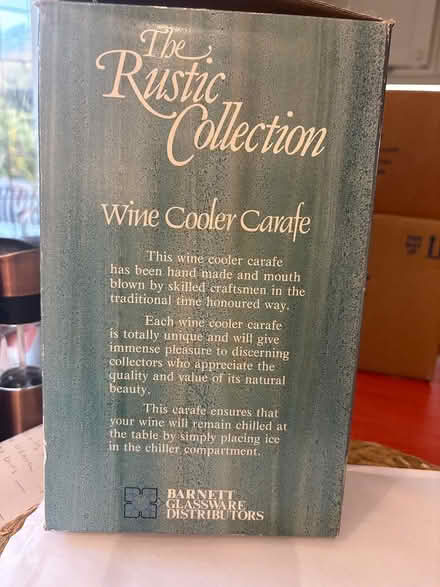 The
Rustic
Collection
Wine Cooler Carafe
This wine cooler carafe
has been hand made and mouth
blown by skilled craftsmen in the
traditional time honoured way.
Each wine cooler carafe
is totally unique and will give
immense pleasure to discerning
collectors who appreciate the
quality and value of its natural
beauty.
This carafe ensures that
your wine will remain chilled at
the table by simply placing ice
in the chiller compartment.
BARNETT
GLASSWARE
DISTRIBUTORS